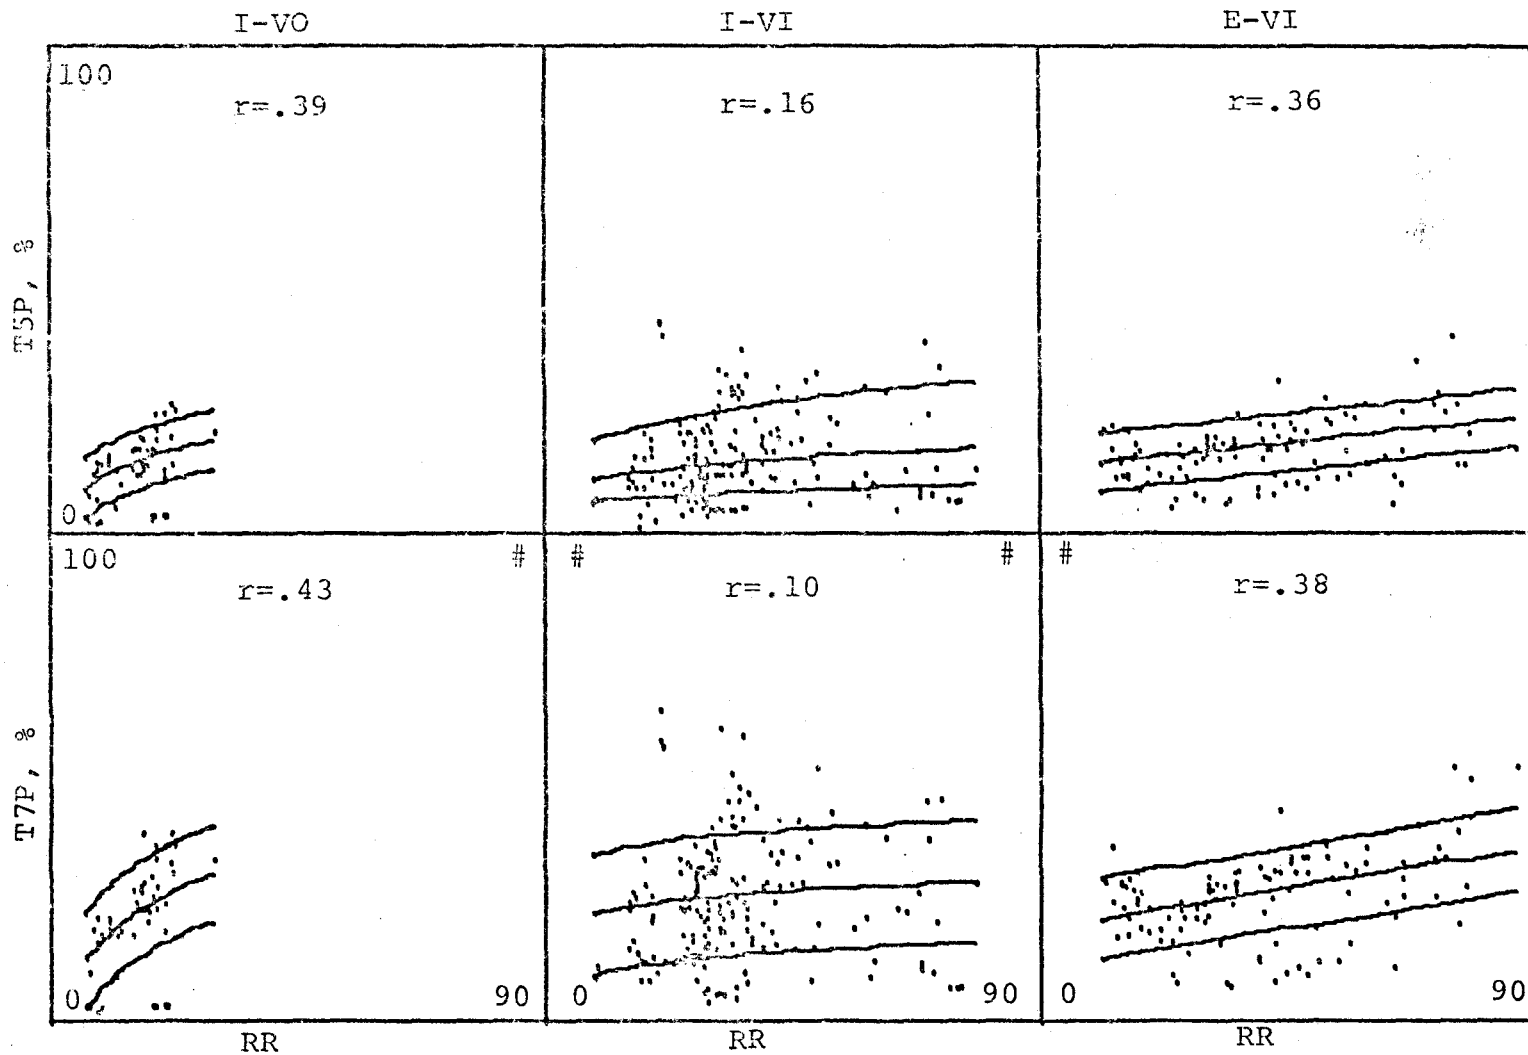 I-VO I-VI E-VI
100
r=.39 r=.16 r=.36
T5P, %
0
100 # # # #
r=.43 r=.10 r=.38
T7P, %
0 90 0 90 0 90
RR RR RR